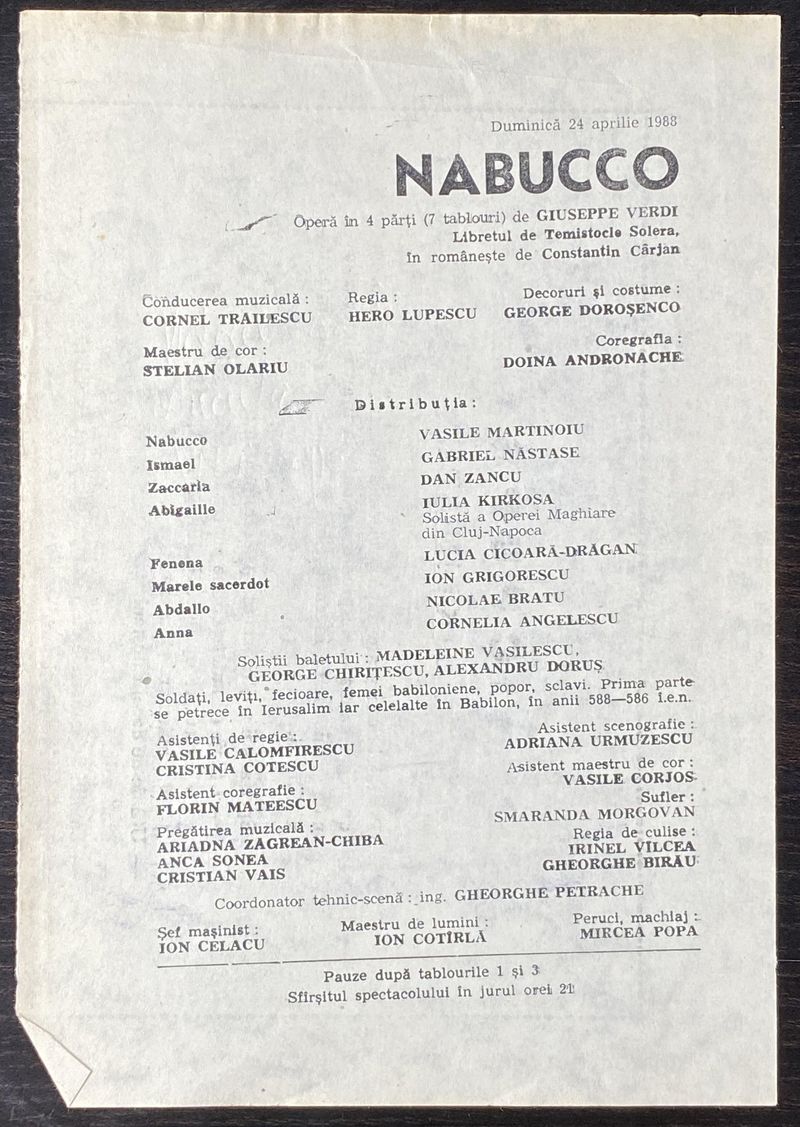 Duminică 24 aprilie 1988
NABUCCO
Operă în 4 părți (7 tablouri) de GIUSEPPE VERDI
Libretul de Temistocle Solera,
în românește de Constantin Cârjan
Conducerea muzicală : Regia : Decoruri și costume :
CORNEL TRAILESCU HERO LUPESCU GEORGE DOROȘENCO
Maestru de cor : Coregrafia :
STELIAN OLARIU DOINA ANDRONACHE
Distribuția :
Nabucco VASILE MARTINOIU
Ismael GABRIEL NĂSTASE
Zaccaria DAN ZANCU
Abigaille IULIA KIRKOSA
Solistă a Operei Maghiare
din Cluj-Napoca
Fenena LUCIA CICOARĂ-DRĂGAN
Marele sacerdot ION GRIGORESCU
Abdallo NICOLAE BRATU
Anna CORNELIA ANGELESCU
Soliștii baletului : MADELEINE VASILESCU,
GEORGE CHIRIȚESCU, ALEXANDRU DORUȘ
Soldați, leviți, fecioare, femei babiloniene, popor, sclavi. Prima parte
se petrece în Ierusalim iar celelalte în Babilon, în anii 588—586 î.e.n.
Asistenți de regie : Asistent scenografie :
VASILE CALOMFIRESCU ADRIANA URMUZESCU
CRISTINA COTESCU Asistent maestru de cor :
VASILE CORJOS
Asistent coregrafie : Sufler :
FLORIN MATEESCU SMARANDA MORGOVAN
Pregătirea muzicală : Regia de culise :
ARIADNA ZĂGREAN-CHIBA IRINEL VÎLCEA
ANCA SONEA GHEORGHE BIRĂU
CRISTIAN VAIS
Coordonator tehnic-scenă : ing. GHEORGHE PETRACHE
Șef mașinist : Maestru de lumini : Peruci, machiaj :
ION CELACU ION COTÎRLĂ MIRCEA POPA
Pauze după tablourile 1 și 3
Sfîrșitul spectacolului în jurul orei 21